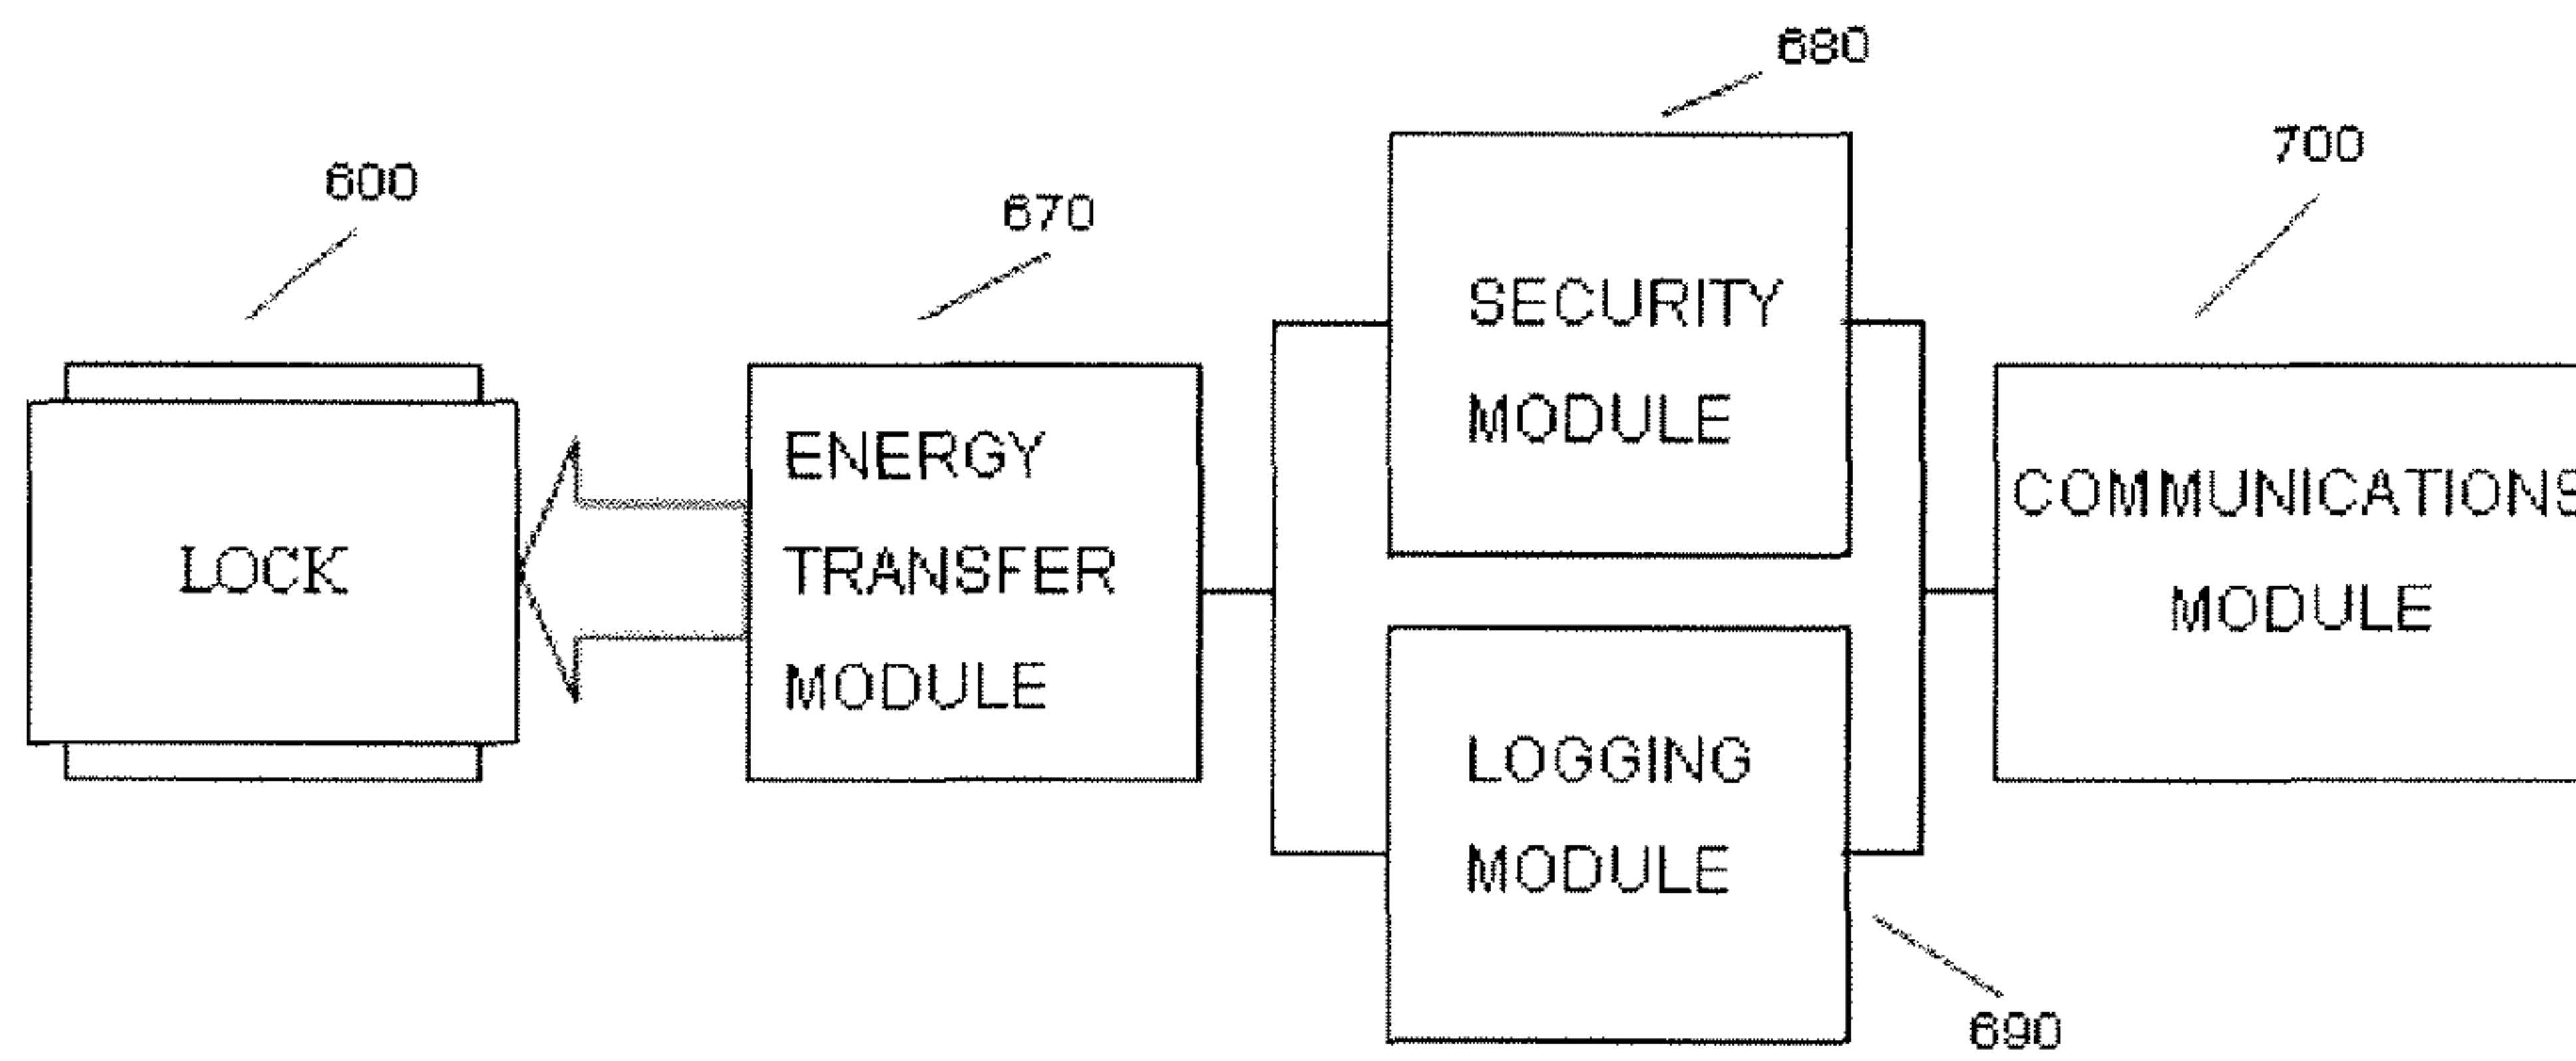 680
700
600
670
SECURITY
MODULE
ENERGY
TRANSFER
MODULE
LOCK
COMMUNICATIONS
MODULE
LOGGING
MODULE
690